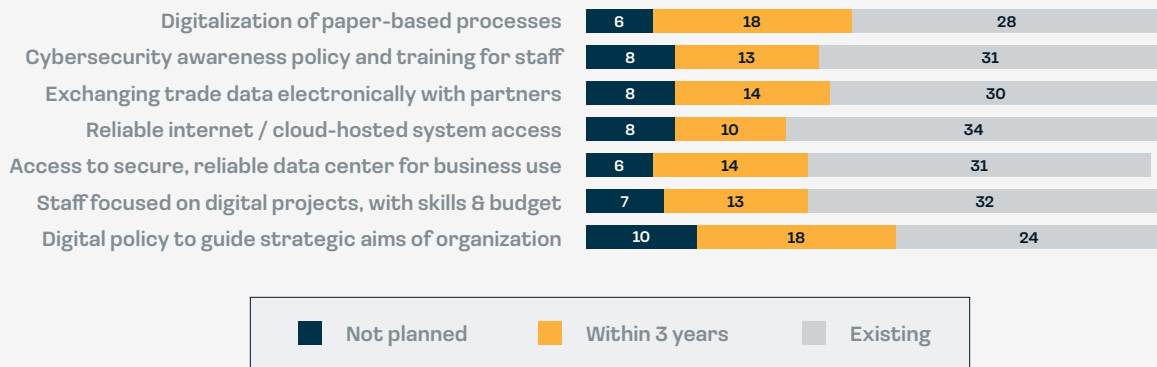 Digitalization of paper-based processes 6 18 28
Cybersecurity awareness policy and training for staff 8 13 31
Exchanging trade data electronically with partners 8 14 30
Reliable internet / cloud-hosted system access 8 10 34
Access to secure, reliable data center for business use 6 14 31
Staff focused on digital projects, with skills & budget 7 13 32
Digital policy to guide strategic aims of organization 10 18 24
Not planned Within 3 years Existing